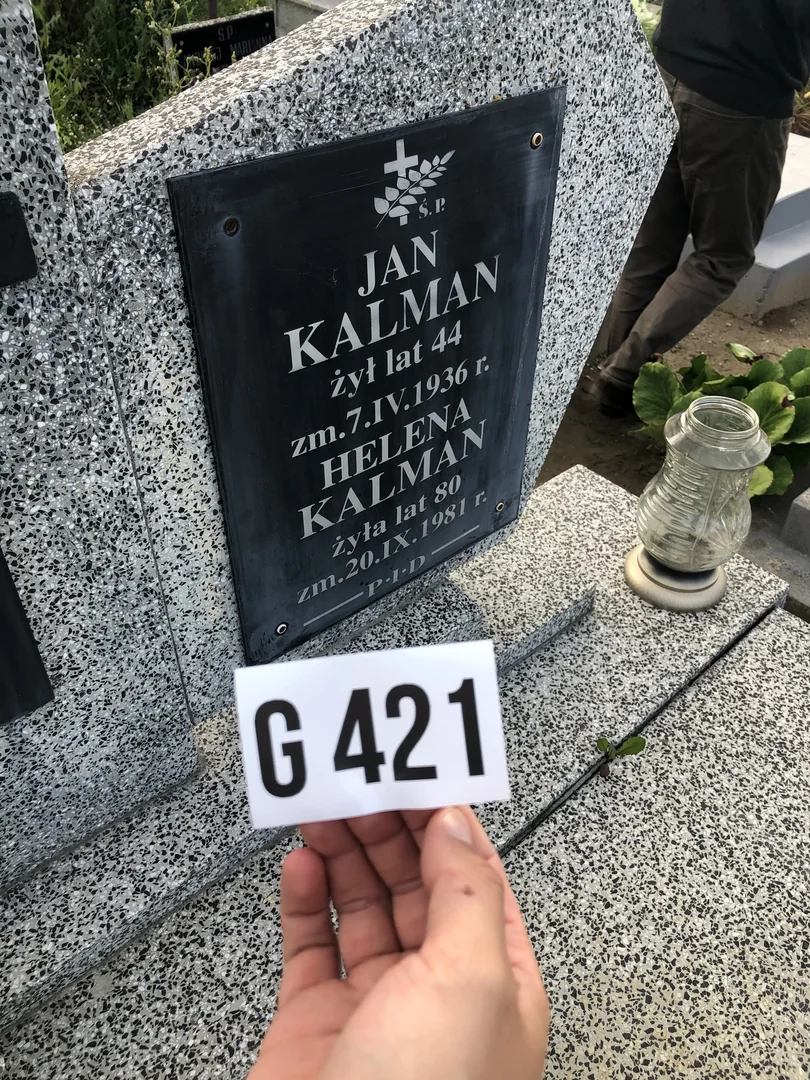 Ś.P.
JAN
KALMAN
żył lat 44
zm.7.IV.1936 r.
HELENA
KALMAN
żyła lat 80
zm.20.IX.1981 r.
P·I·D
G 421